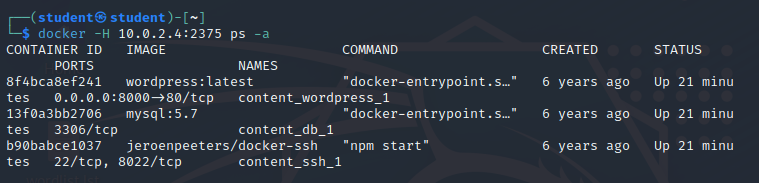 ┌──(student㉿student)-[~]
└─$ docker -H 10.0.2.4:2375 ps -a
CONTAINER ID   IMAGE                     COMMAND                  CREATED       STATUS
      PORTS                  NAMES
8f4bca8ef241   wordpress:latest          "docker-entrypoint.s…"   6 years ago   Up 21 minu
tes   0.0.0.0:8000→80/tcp   content_wordpress_1
13f0a3bb2706   mysql:5.7                 "docker-entrypoint.s…"   6 years ago   Up 21 minu
tes   3306/tcp               content_db_1
b90babce1037   jeroenpeeters/docker-ssh   "npm start"              6 years ago   Up 21 minu
tes   22/tcp, 8022/tcp       content_ssh_1